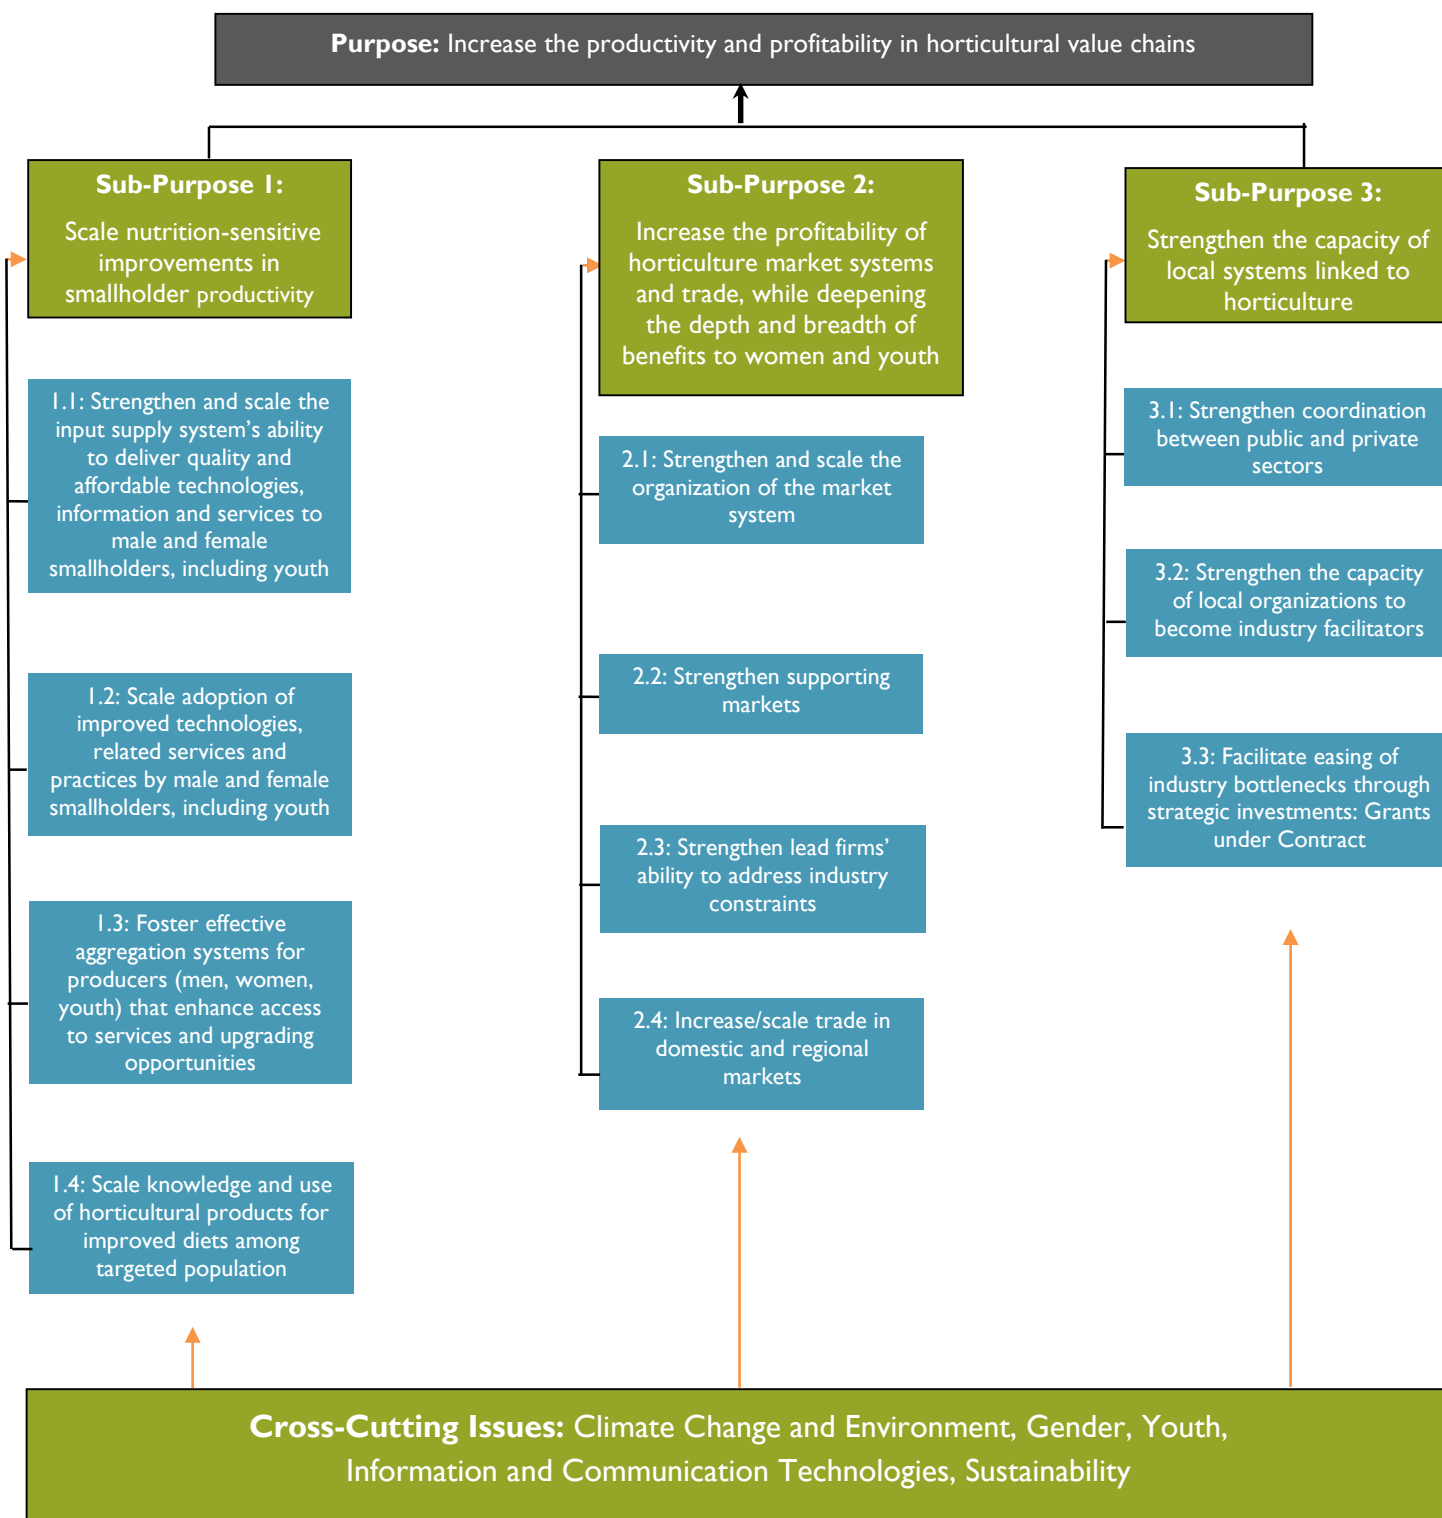 Purpose: Increase the productivity and profitability in horticultural value chains
Sub-Purpose 1:
Scale nutrition-sensitive
improvements in
smallholder productivity
1.1: Strengthen and scale the
input supply system’s ability
to deliver quality and
affordable technologies,
information and services to
male and female
smallholders, including youth
1.2: Scale adoption of
improved technologies,
related services and
practices by male and female
smallholders, including youth
1.3: Foster effective
aggregation systems for
producers (men, women,
youth) that enhance access
to services and upgrading
opportunities
1.4: Scale knowledge and use
of horticultural products for
improved diets among
targeted population
Sub-Purpose 2:
Increase the profitability of
horticulture market systems
and trade, while deepening
the depth and breadth of
benefits to women and youth
2.1: Strengthen and scale the
organization of the market
system
2.2: Strengthen supporting
markets
2.3: Strengthen lead firms’
ability to address industry
constraints
2.4: Increase/scale trade in
domestic and regional
markets
Sub-Purpose 3:
Strengthen the capacity of
local systems linked to
horticulture
3.1: Strengthen coordination
between public and private
sectors
3.2: Strengthen the capacity
of local organizations to
become industry facilitators
3.3: Facilitate easing of
industry bottlenecks through
strategic investments: Grants
under Contract
Cross-Cutting Issues: Climate Change and Environment, Gender, Youth,
Information and Communication Technologies, Sustainability